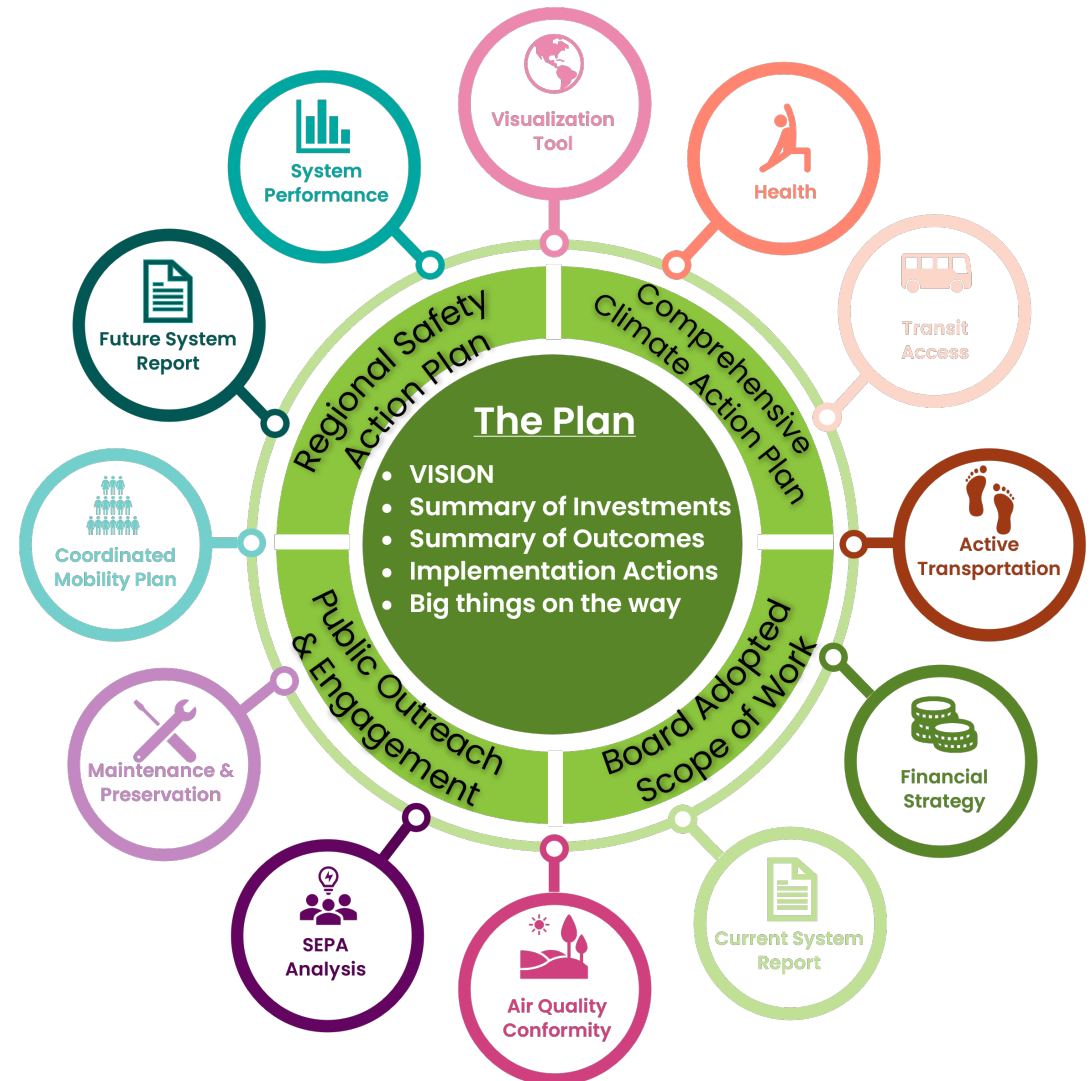 Visualization
Tool
Health
Transit
Access
Active
Transportation
Financial
Strategy
Current System
Report
Air Quality
Conformity
SEPA
Analysis
Maintenance &
Preservation
Coordinated
Mobility Plan
Future System
Report
System
Performance
Regional Safety
Action Plan
Comprehensive
Climate Action Plan
Board Adopted
Scope of Work
Public Outreach
& Engagement
The Plan
• VISION
• Summary of Investments
• Summary of Outcomes
• Implementation Actions
• Big things on the way